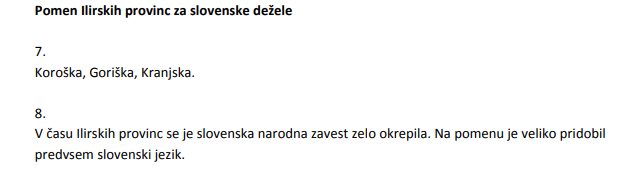 Pomen Ilirskih provinc za slovenske dežele
7.
Koroška, Goriška, Kranjska.
8.
V času Ilirskih provinc se je slovenska narodna zavest zelo okrepila. Na pomenu je veliko pridobil
predvsem slovenski jezik.